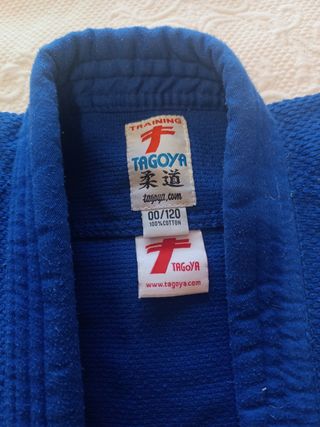 TRAINING
TAGOYA
柔道
tagoya.com
00/120
100% COTTON
TAGOYA
www.tagoya.com